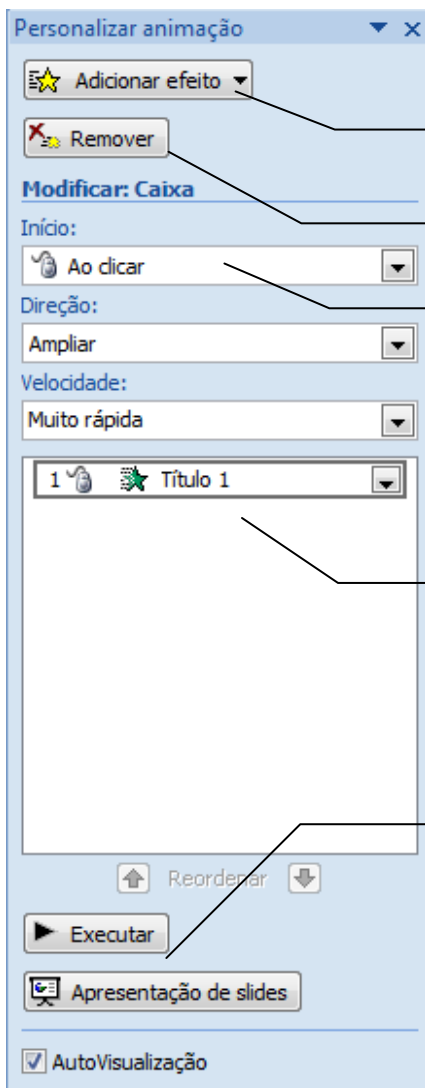 Personalizar animação
Adicionar efeito
Remover
Modificar: Caixa
Início:
Ao clicar
Direção:
Ampliar
Velocidade:
Muito rápida
1 Título 1
Reordenar
Executar
Apresentação de slides
AutoVisualização